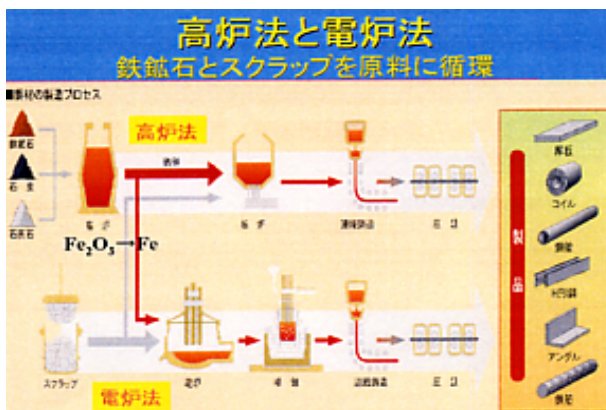 高炉法と電炉法
鉄鉱石とスクラップを原料に循環
■鋼材の製造プロセス
高炉法
鉄鉱石
石炭
石灰石
高炉
転炉
連続鋳造
圧延
Fe₂O₃→Fe
スクラップ
電炉
連続鋳造
圧延
電炉法
製品
厚板
コイル
鋼管
H形鋼
アングル
鉄筋